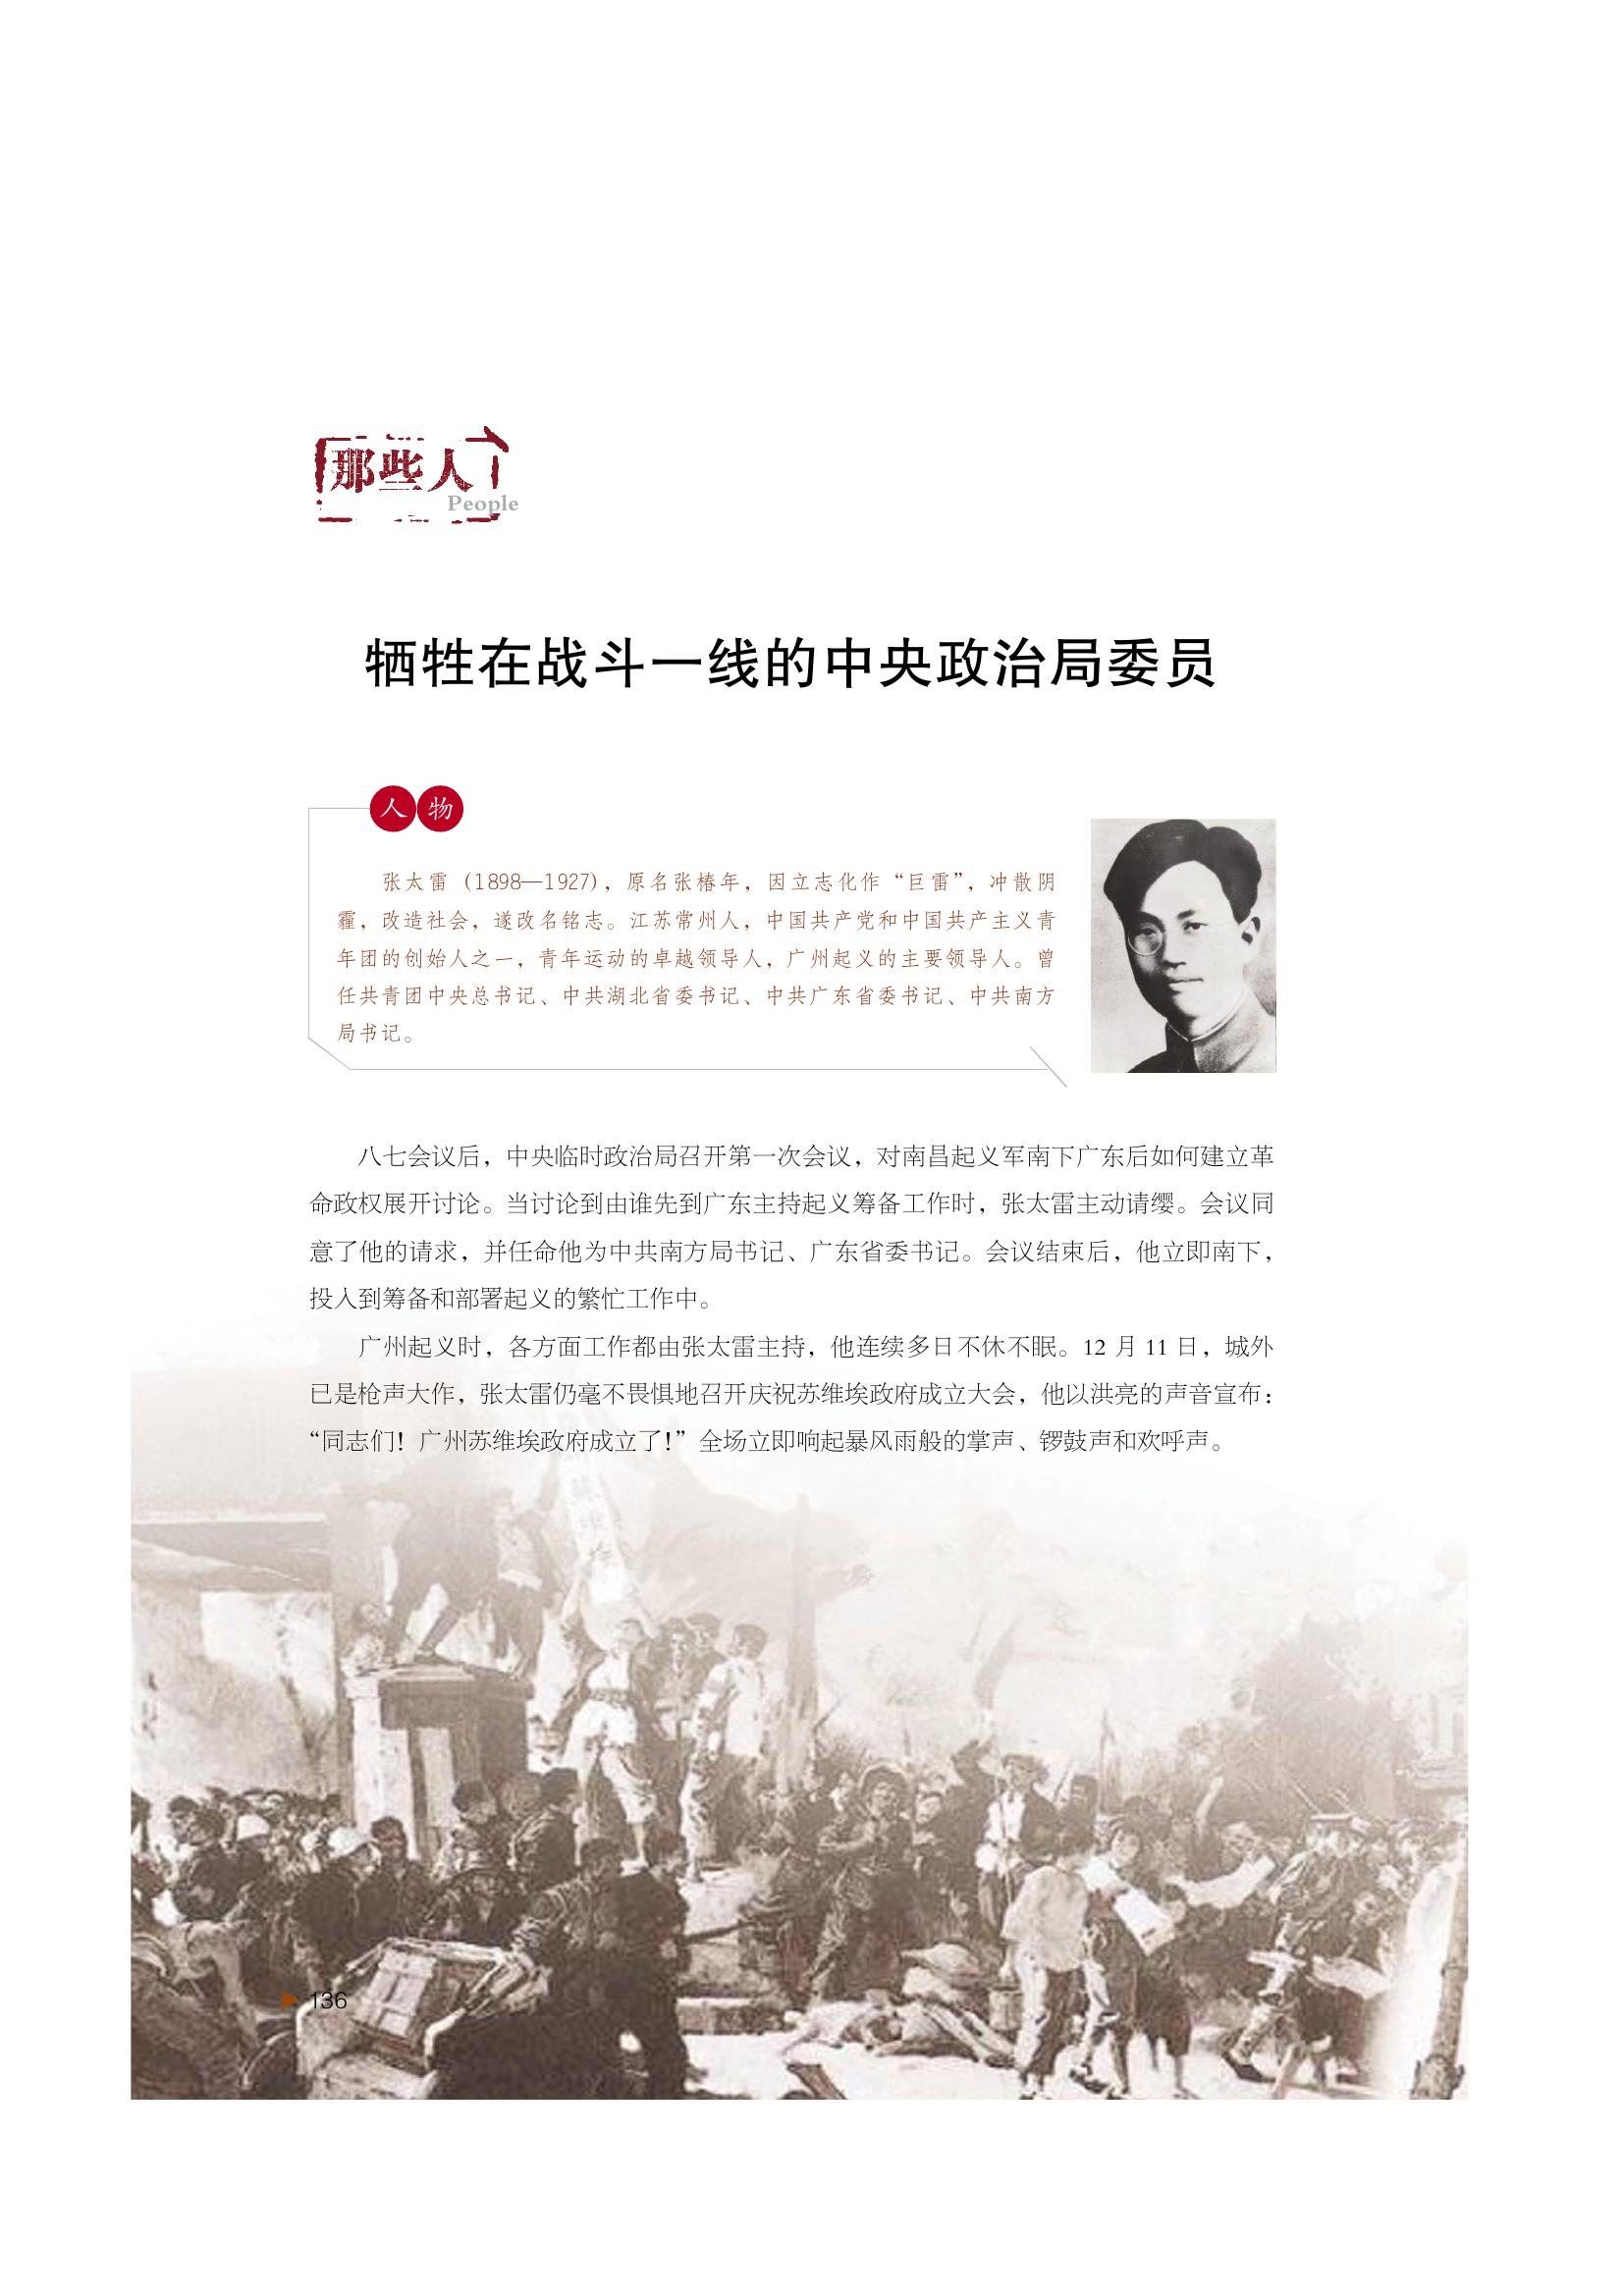 那些人
People
牺牲在战斗一线的中央政治局委员
人物
张太雷（1898—1927），原名张椿年，因立志化作“巨雷”，冲散阴
霾，改造社会，遂改名铭志。江苏常州人，中国共产党和中国共产主义青
年团的创始人之一，青年运动的卓越领导人，广州起义的主要领导人。曾
任共青团中央总书记、中共湖北省委书记、中共广东省委书记、中共南方
局书记。
八七会议后，中央临时政治局召开第一次会议，对南昌起义军南下广东后如何建立革
命政权展开讨论。当讨论到由谁先到广东主持起义筹备工作时，张太雷主动请缨。会议同
意了他的请求，并任命他为中共南方局书记、广东省委书记。会议结束后，他立即南下，
投入到筹备和部署起义的繁忙工作中。
广州起义时，各方面工作都由张太雷主持，他连续多日不休不眠。12 月 11 日，城外
已是枪声大作，张太雷仍毫不畏惧地召开庆祝苏维埃政府成立大会，他以洪亮的声音宣布：
“同志们！广州苏维埃政府成立了！”全场立即响起暴风雨般的掌声、锣鼓声和欢呼声。
136